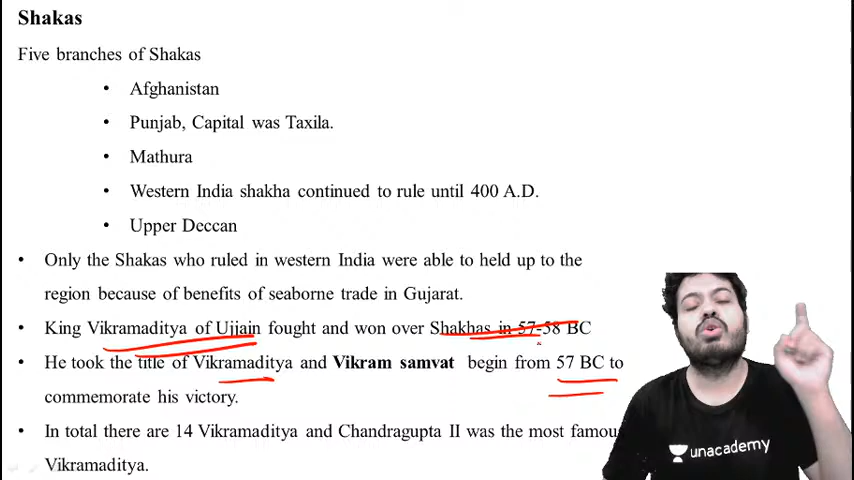 Shakas
Five branches of Shakas
• Afghanistan
• Punjab, Capital was Taxila.
• Mathura
• Western India shakha continued to rule until 400 A.D.
• Upper Deccan
• Only the Shakas who ruled in western India were able to held up to the
region because of benefits of seaborne trade in Gujarat.
• King Vikramaditya of Ujjain fought and won over Shakhas in 57-58 BC
• He took the title of Vikramaditya and Vikram samvat begin from 57 BC to
commemorate his victory.
• In total there are 14 Vikramaditya and Chandragupta II was the most famou
Vikramaditya.
unacademy